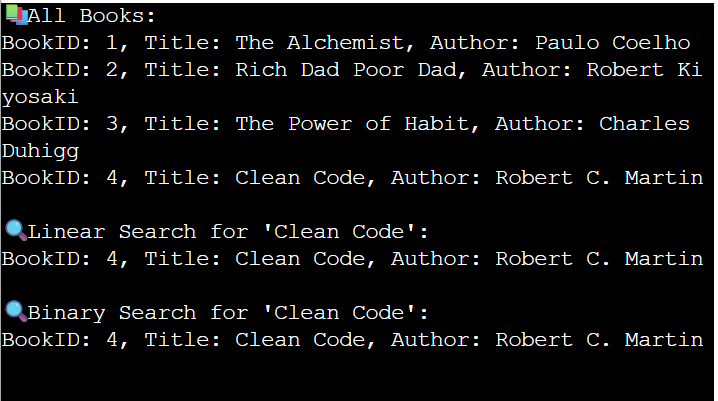 📚All Books:
BookID: 1, Title: The Alchemist, Author: Paulo Coelho
BookID: 2, Title: Rich Dad Poor Dad, Author: Robert Ki
yosaki
BookID: 3, Title: The Power of Habit, Author: Charles
Duhigg
BookID: 4, Title: Clean Code, Author: Robert C. Martin
🔍Linear Search for 'Clean Code':
BookID: 4, Title: Clean Code, Author: Robert C. Martin
🔍Binary Search for 'Clean Code':
BookID: 4, Title: Clean Code, Author: Robert C. Martin